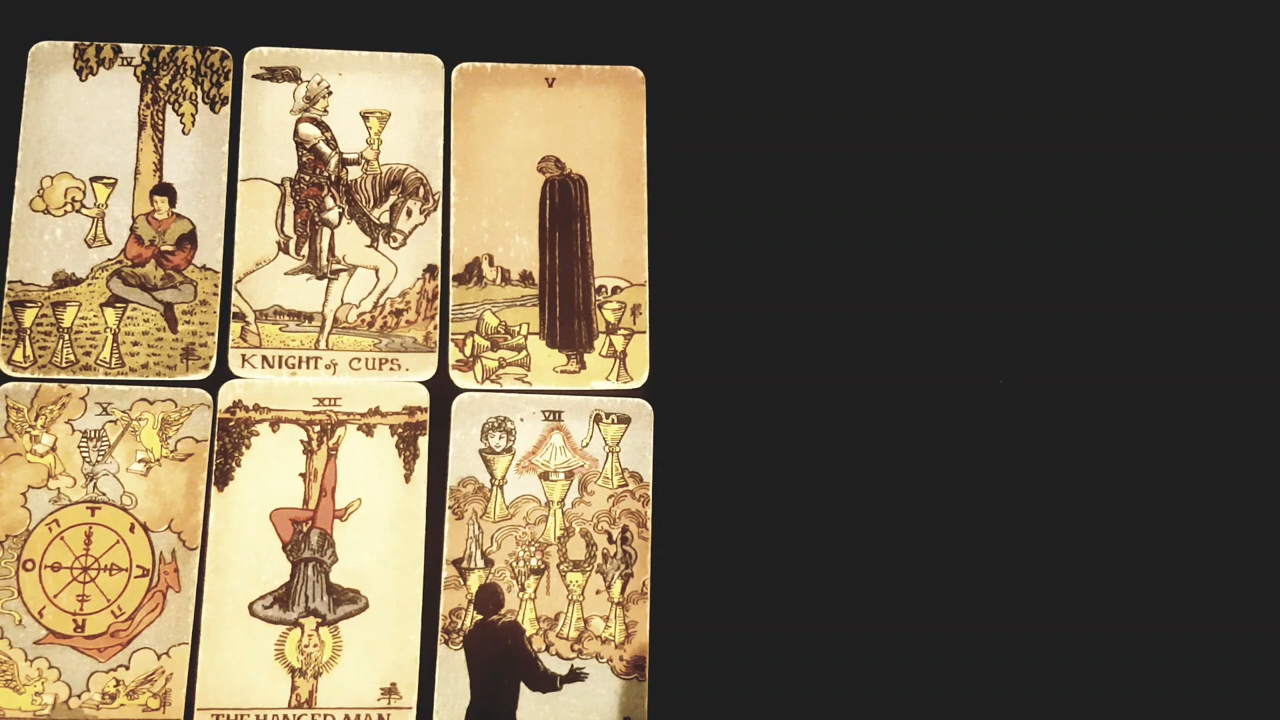 IV
V
KNIGHT of CUPS.
X
XII
VII
T
A
R
O
THE HANGED MAN